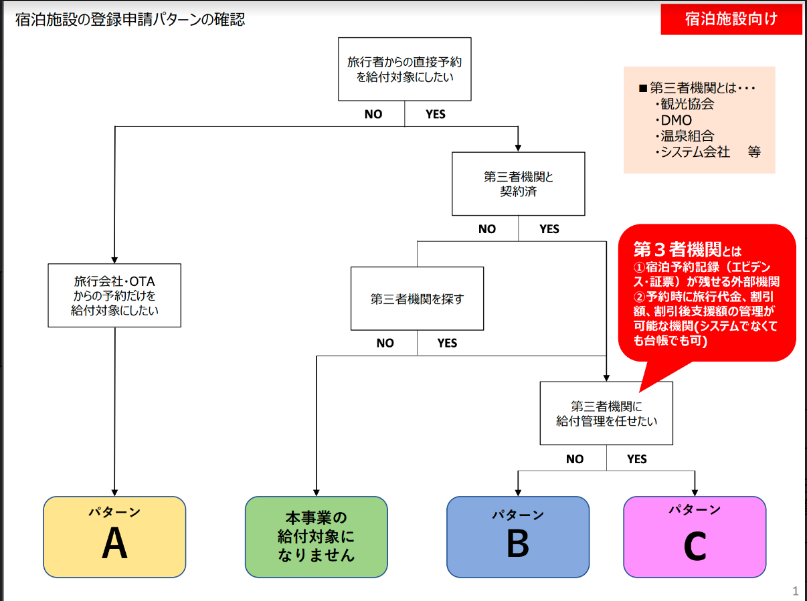 宿泊施設の登録申請パターンの確認
宿泊施設向け
旅行者からの直接予約
を給付対象にしたい
■第三者機関とは・・・
・観光協会
・DMO
・温泉組合
・システム会社　等
NO
YES
第三者機関と
契約済
NO
YES
第３者機関とは
①宿泊予約記録（エビデン
ス・証票）が残せる外部機関
②予約時に旅行代金、割引
額、割引後支援額の管理が
可能な機関(システムでなくて
も台帳でも可)
旅行会社・OTA
からの予約だけを
給付対象にしたい
第三者機関を探す
NO
YES
第三者機関に
給付管理を任せたい
NO
YES
パターン
A
本事業の
給付対象に
なりません
パターン
B
パターン
C
1